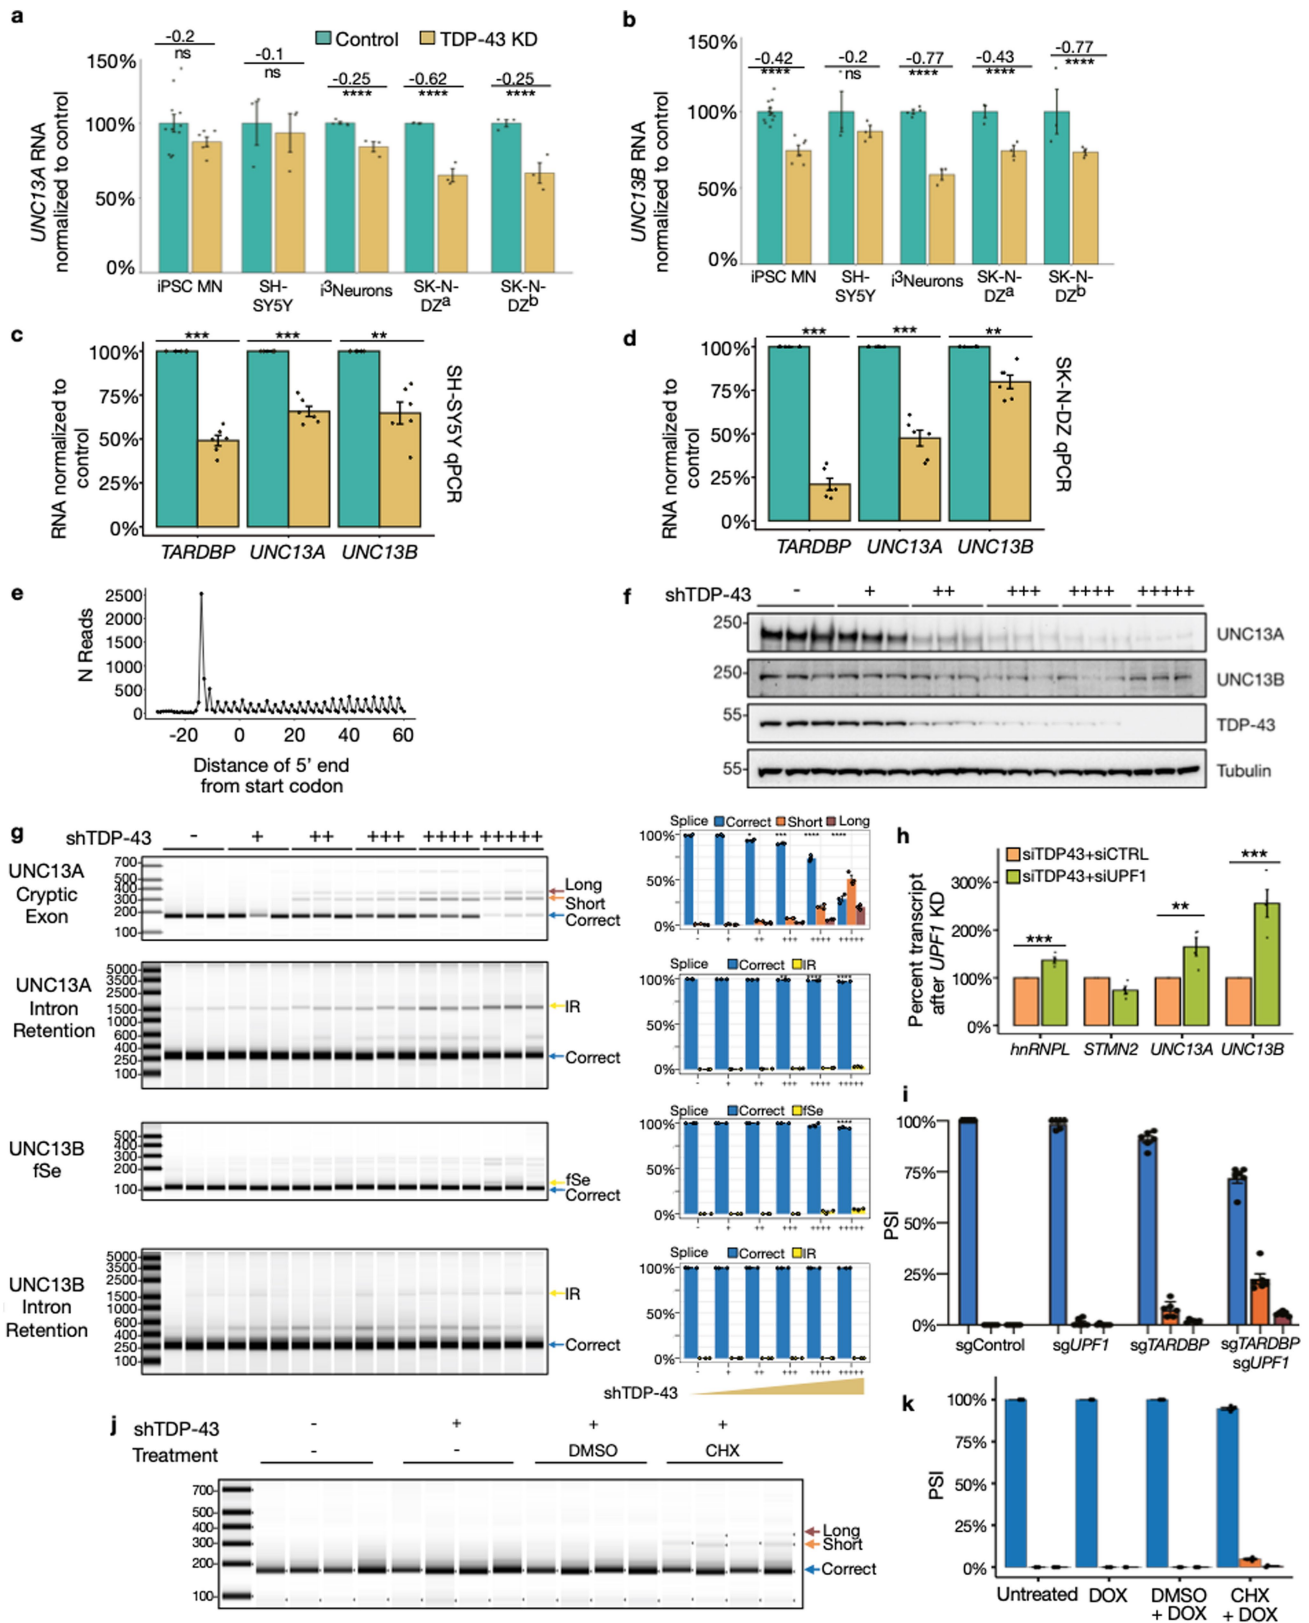 a
Control TDP-43 KD
-0.2
ns
-0.1
ns
-0.25
****
-0.62
****
-0.25
****
UNC13A RNA
normalized to control
150%
100%
50%
0%
iPSC MN
SH-
SY5Y
i³Neurons
SK-N-
DZᵃ
SK-N-
DZᵇ
b
-0.42
****
-0.2
ns
-0.77
****
-0.43
****
-0.77
****
UNC13B RNA
normalized to control
150%
100%
50%
0%
iPSC MN
SH-
SY5Y
i³Neurons
SK-N-
DZᵃ
SK-N-
DZᵇ
c
*** *** **
RNA normalized to
control
100%
75%
50%
25%
0%
TARDBP UNC13A UNC13B
SH-SY5Y qPCR
d
*** *** **
RNA normalized to
control
100%
75%
50%
25%
0%
TARDBP UNC13A UNC13B
SK-N-DZ qPCR
e
N Reads
2500
2000
1500
1000
500
0
-20 0 20 40 60
Distance of 5’ end
from start codon
f
shTDP-43 - + ++ +++ ++++ +++++
250 UNC13A
250 UNC13B
55 TDP-43
55 Tubulin
g
shTDP-43 - + ++ +++ ++++ +++++
UNC13A
Cryptic
Exon
700
500
400
300
200
100
Long
Short
Correct
UNC13A
Intron
Retention
5000
3500
2500
1500
1000
600
400
250
100
IR
Correct
UNC13B
fSe
500
400
300
200
100
fSe
Correct
UNC13B
Intron
Retention
5000
3500
2500
1500
1000
600
400
250
100
IR
Correct
Splice Correct Short Long
* *** **** ****
100%
50%
0%
- + ++ +++ ++++ +++++
Splice Correct IR
100%
50%
0%
- + ++ +++ ++++ +++++
Splice Correct fSe
****
100%
50%
0%
- + ++ +++ ++++ +++++
Splice Correct IR
100%
50%
0%
- + ++ +++ ++++ +++++
shTDP-43
h
siTDP43+siCTRL
siTDP43+siUPF1
*** ** ***
Percent transcript
after UPF1 KD
300%
200%
100%
0%
hnRNPL STMN2 UNC13A UNC13B
i
PSI
100%
75%
50%
25%
0%
sgControl
sgUPF1
sgTARDBP
sgTARDBP
sgUPF1
j
shTDP-43 - + + +
Treatment - - DMSO CHX
700
500
400
300
200
100
Long
Short
Correct
k
PSI
100%
75%
50%
25%
0%
Untreated
DOX
DMSO
+ DOX
CHX
+ DOX